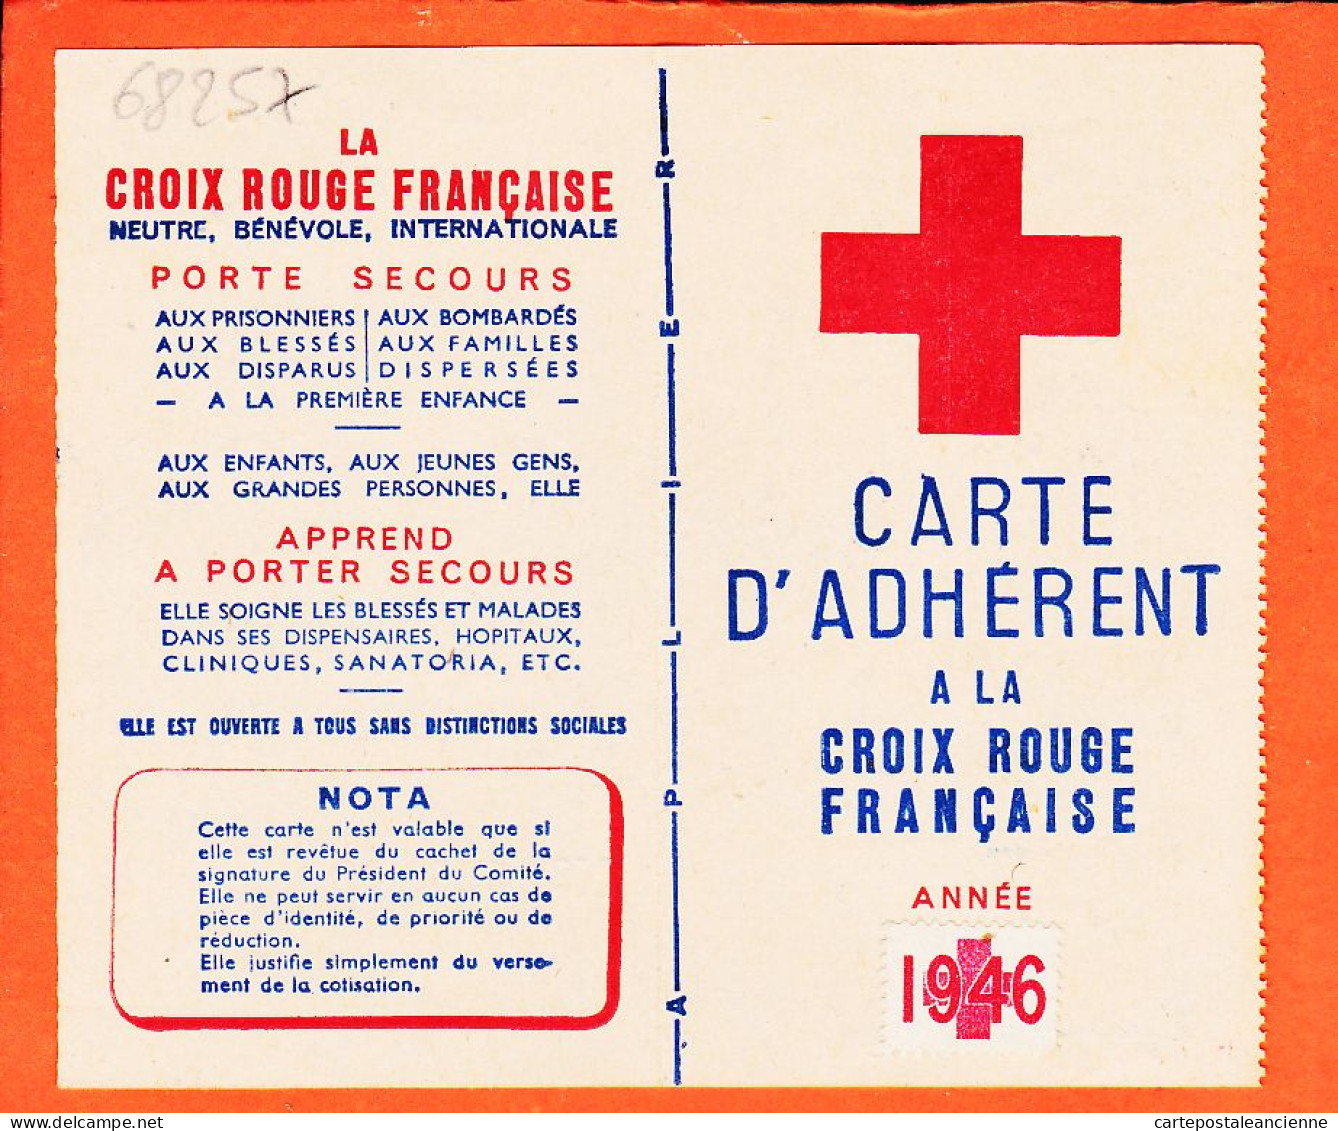 68257
LA
CROIX ROUGE FRANÇAISE
NEUTRE, BÉNÉVOLE, INTERNATIONALE
PORTE SECOURS
AUX PRISONNIERS | AUX BOMBARDÉS
AUX BLESSÉS | AUX FAMILLES
AUX DISPARUS | DISPERSÉES
— A LA PREMIÈRE ENFANCE —
AUX ENFANTS, AUX JEUNES GENS,
AUX GRANDES PERSONNES, ELLE
APPREND
A PORTER SECOURS
ELLE SOIGNE LES BLESSÉS ET MALADES
DANS SES DISPENSAIRES, HOPITAUX,
CLINIQUES, SANATORIA, ETC.
ELLE EST OUVERTE A TOUS SANS DISTINCTIONS SOCIALES
NOTA
Cette carte n'est valable que si
elle est revêtue du cachet de la
signature du Président du Comité.
Elle ne peut servir en aucun cas de
pièce d'identité, de priorité ou de
réduction.
Elle justifie simplement du verse-
ment de la cotisation.
A PLIER
CARTE
D'ADHÉRENT
A LA
CROIX ROUGE
FRANÇAISE
ANNÉE
1946
cartepostaleancienne.com